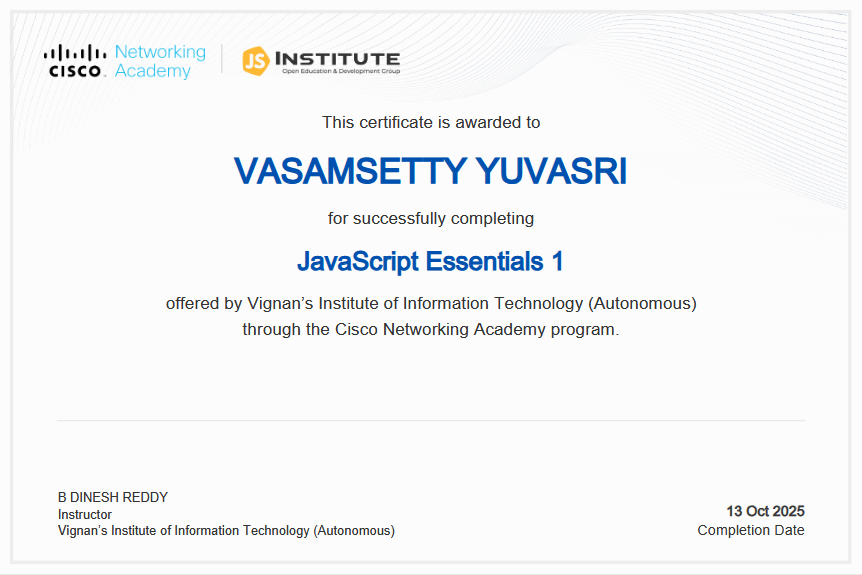 CISCO Networking Academy
JS INSTITUTE
Open Education & Development Group
This certificate is awarded to
VASAMSETTY YUVASRI
for successfully completing
JavaScript Essentials 1
offered by Vignan’s Institute of Information Technology (Autonomous)
through the Cisco Networking Academy program.
B DINESH REDDY
Instructor
Vignan’s Institute of Information Technology (Autonomous)
13 Oct 2025
Completion Date